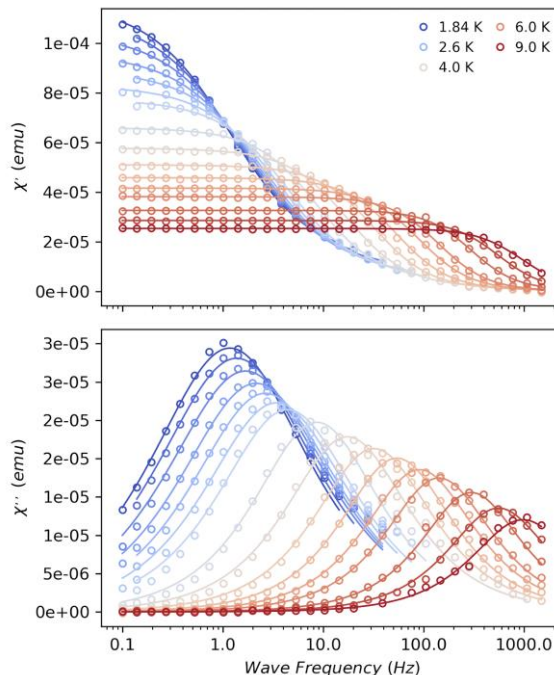 1e-04
8e-05
6e-05
4e-05
2e-05
0e+00
χ' (emu)
1.84 K
2.6 K
4.0 K
6.0 K
9.0 K
3e-05
3e-05
2e-05
2e-05
1e-05
1e-05
5e-06
0e+00
χ'' (emu)
0.1
1.0
10.0
100.0
1000.0
Wave Frequency (Hz)